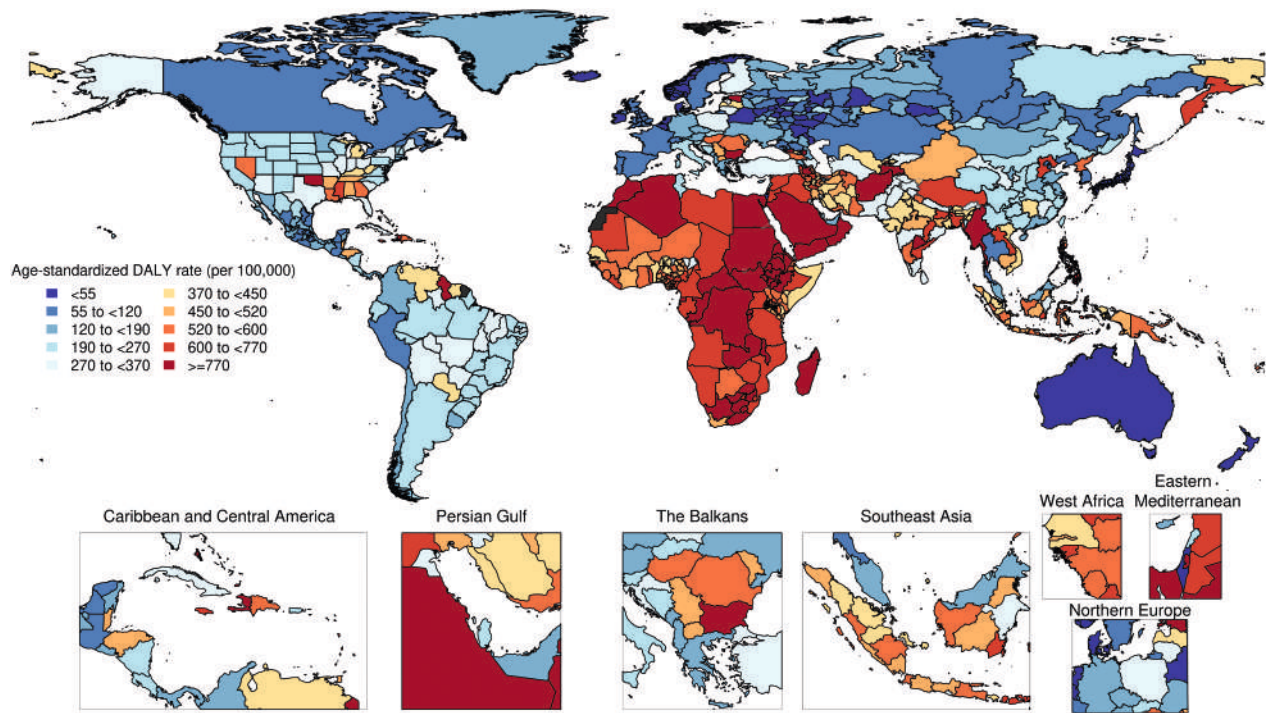 Age-standardized DALY rate (per 100,000)
<55
55 to <120
120 to <190
190 to <270
270 to <370
370 to <450
450 to <520
520 to <600
600 to <770
>=770
Caribbean and Central America
Persian Gulf
The Balkans
Southeast Asia
West Africa
Eastern
Mediterranean
Northern Europe